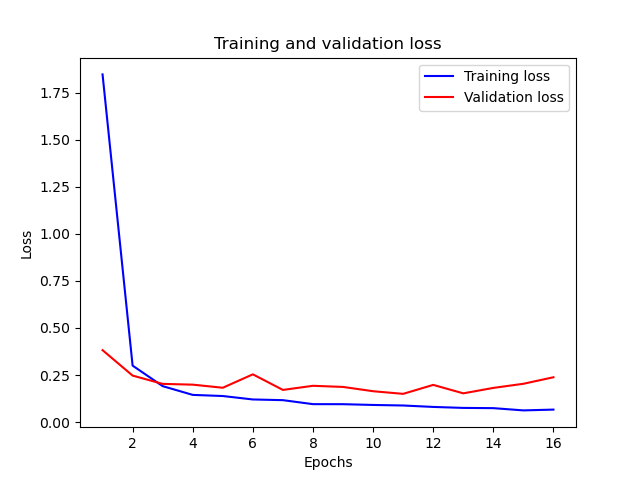 Training and validation loss
Training loss
Validation loss
1.75
1.50
1.25
1.00
0.75
0.50
0.25
0.00
Loss
2 4 6 8 10 12 14 16
Epochs